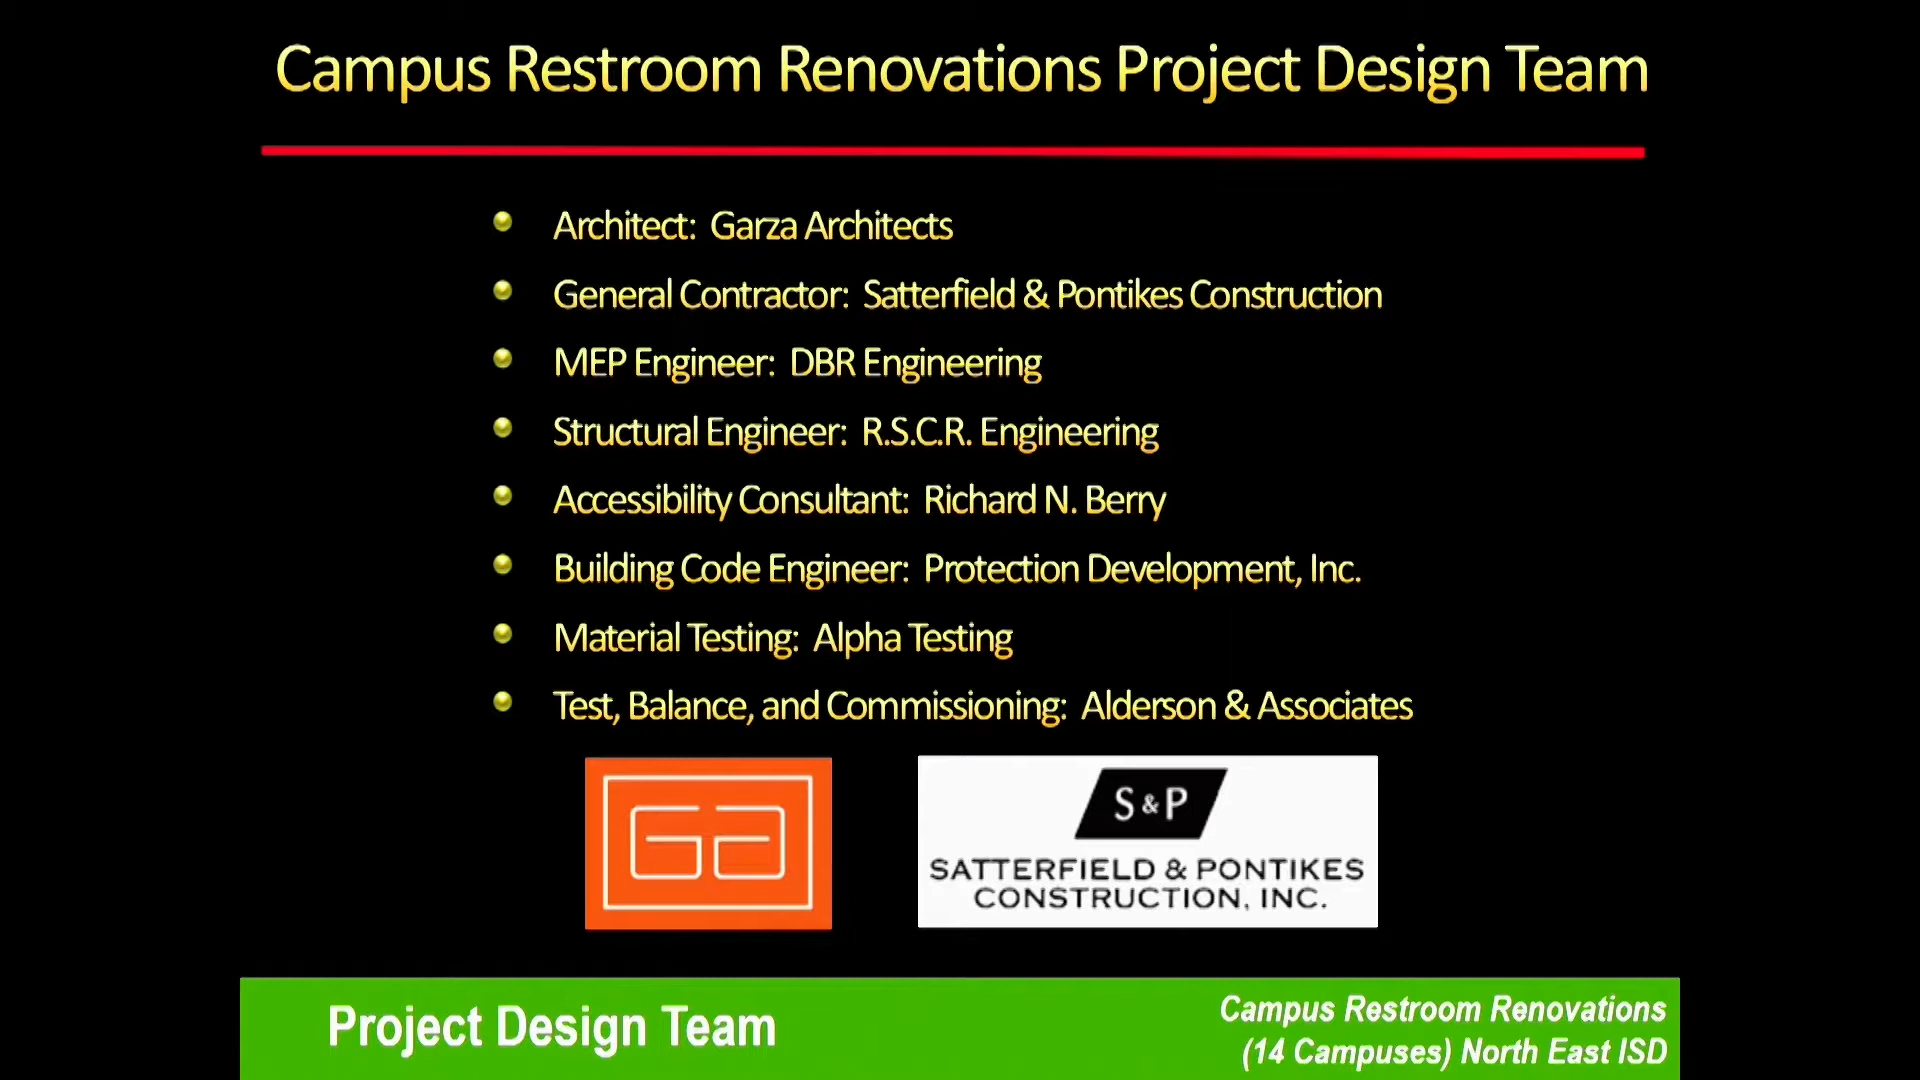 Campus Restroom Renovations Project Design Team
Architect: Garza Architects
General Contractor: Satterfield & Pontikes Construction
MEP Engineer: DBR Engineering
Structural Engineer: R.S.C.R. Engineering
Accessibility Consultant: Richard N. Berry
Building Code Engineer: Protection Development, Inc.
Material Testing: Alpha Testing
Test, Balance, and Commissioning: Alderson & Associates
GA
S&P
SATTERFIELD & PONTIKES
CONSTRUCTION, INC.
Project Design Team
Campus Restroom Renovations
(14 Campuses) North East ISD